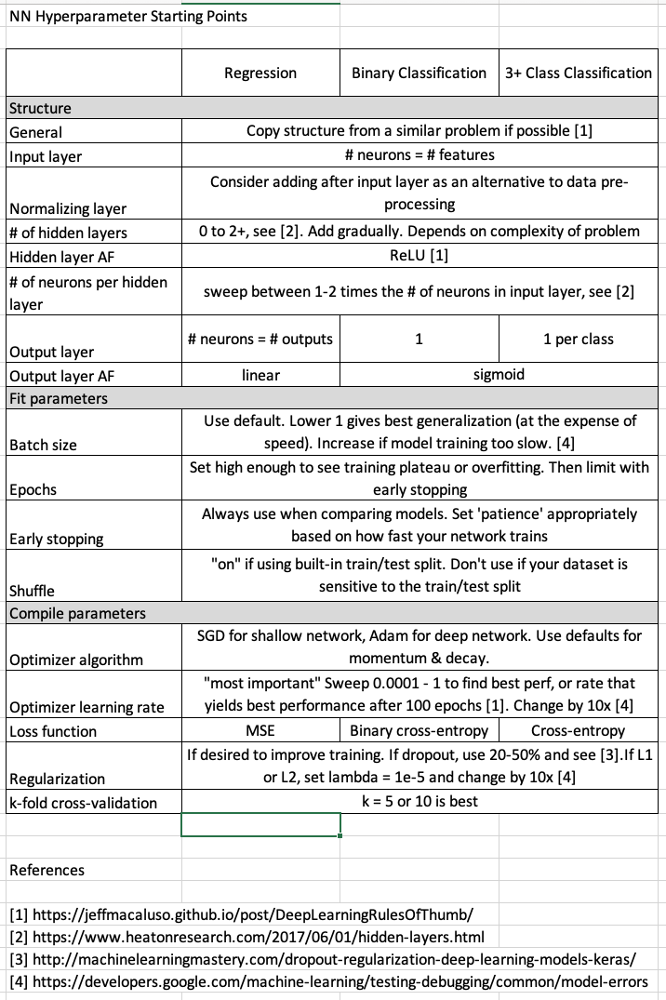 NN Hyperparameter Starting Points
Regression Binary Classification 3+ Class Classification
Structure
General Copy structure from a similar problem if possible [1]
Input layer # neurons = # features
Consider adding after input layer as an alternative to data pre-
Normalizing layer processing
# of hidden layers 0 to 2+, see [2]. Add gradually. Depends on complexity of problem
Hidden layer AF ReLU [1]
# of neurons per hidden
layer sweep between 1-2 times the # of neurons in input layer, see [2]
Output layer # neurons = # outputs 1 1 per class
Output layer AF linear sigmoid
Fit parameters
Use default. Lower 1 gives best generalization (at the expense of
Batch size speed). Increase if model training too slow. [4]
Set high enough to see training plateau or overfitting. Then limit with
Epochs early stopping
Always use when comparing models. Set 'patience' appropriately
Early stopping based on how fast your network trains
"on" if using built-in train/test split. Don't use if your dataset is
Shuffle sensitive to the train/test split
Compile parameters
SGD for shallow network, Adam for deep network. Use defaults for
Optimizer algorithm momentum & decay.
"most important" Sweep 0.0001 - 1 to find best perf, or rate that
Optimizer learning rate yields best performance after 100 epochs [1]. Change by 10x [4]
Loss function MSE Binary cross-entropy Cross-entropy
If desired to improve training. If dropout, use 20-50% and see [3].If L1
Regularization or L2, set lambda = 1e-5 and change by 10x [4]
k-fold cross-validation k = 5 or 10 is best
References
[1] https://jeffmacaluso.github.io/post/DeepLearningRulesOfThumb/
[2] https://www.heatonresearch.com/2017/06/01/hidden-layers.html
[3] http://machinelearningmastery.com/dropout-regularization-deep-learning-models-keras/
[4] https://developers.google.com/machine-learning/testing-debugging/common/model-errors